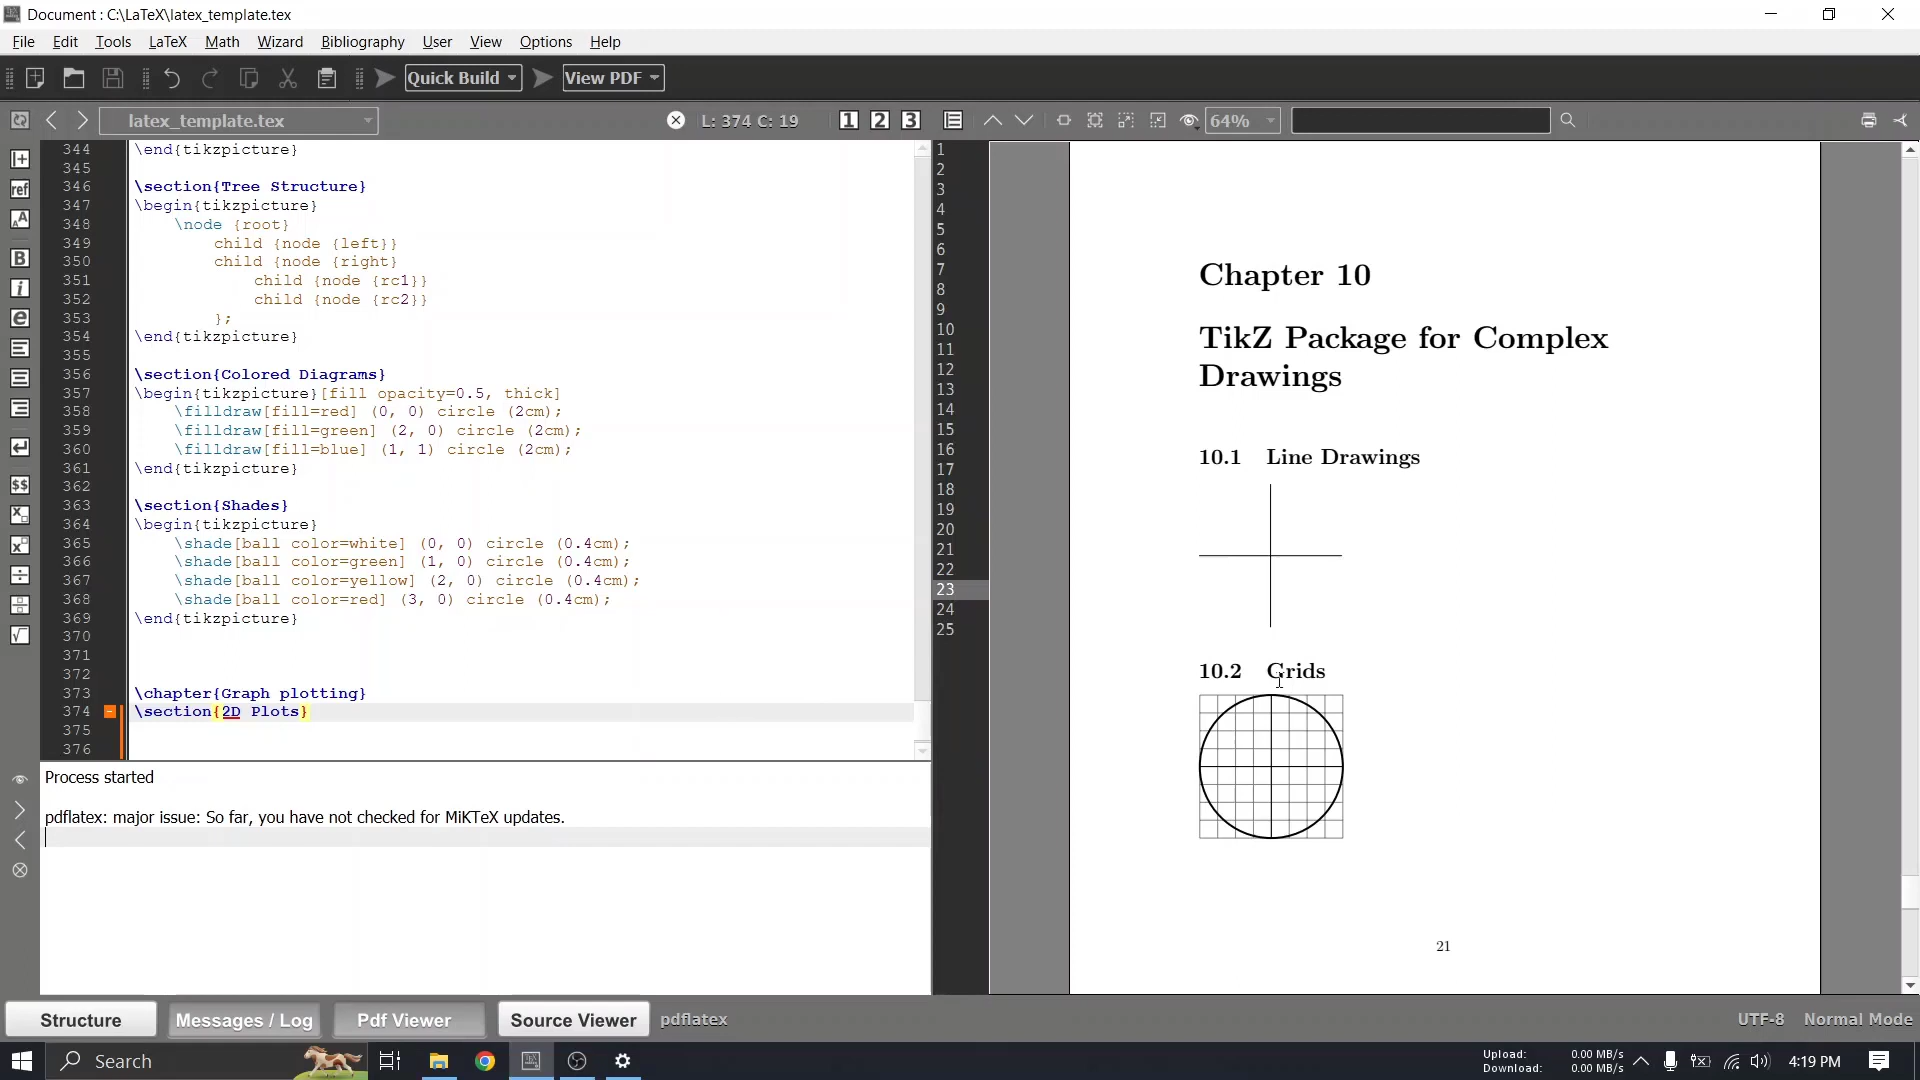 Document : C:\LaTeX\latex_template.tex
File Edit Tools LaTeX Math Wizard Bibliography User View Options Help
Quick Build View PDF
latex_template.tex L: 374 C: 19 1 2 3 64%
344 \end{tikzpicture}
345
346 \section{Tree Structure}
347 \begin{tikzpicture}
348 \node {root}
349 child {node {left}}
350 child {node {right}
351 child {node {rc1}}
352 child {node {rc2}}
353 };
354 \end{tikzpicture}
355
356 \section{Colored Diagrams}
357 \begin{tikzpicture}[fill opacity=0.5, thick]
358 \filldraw[fill=red] (0, 0) circle (2cm);
359 \filldraw[fill=green] (2, 0) circle (2cm);
360 \filldraw[fill=blue] (1, 1) circle (2cm);
361 \end{tikzpicture}
362
363 \section{Shades}
364 \begin{tikzpicture}
365 \shade[ball color=white] (0, 0) circle (0.4cm);
366 \shade[ball color=green] (1, 0) circle (0.4cm);
367 \shade[ball color=yellow] (2, 0) circle (0.4cm);
368 \shade[ball color=red] (3, 0) circle (0.4cm);
369 \end{tikzpicture}
370
371
372
373 \chapter{Graph plotting}
374 \section{2D Plots}
375
376
ref
A A
B
i
e
$$
Process started
pdflatex: major issue: So far, you have not checked for MiKTeX updates.
1
2
3
4
5
6
7
8
9
10
11
12
13
14
15
16
17
18
19
20
21
22
23
24
25
Chapter 10
TikZ Package for Complex
Drawings
10.1 Line Drawings
10.2 Grids
21
Structure Messages / Log Pdf Viewer Source Viewer pdflatex UTF-8 Normal Mode
Search
Upload: 0.00 MB/s
Download: 0.00 MB/s
4:19 PM